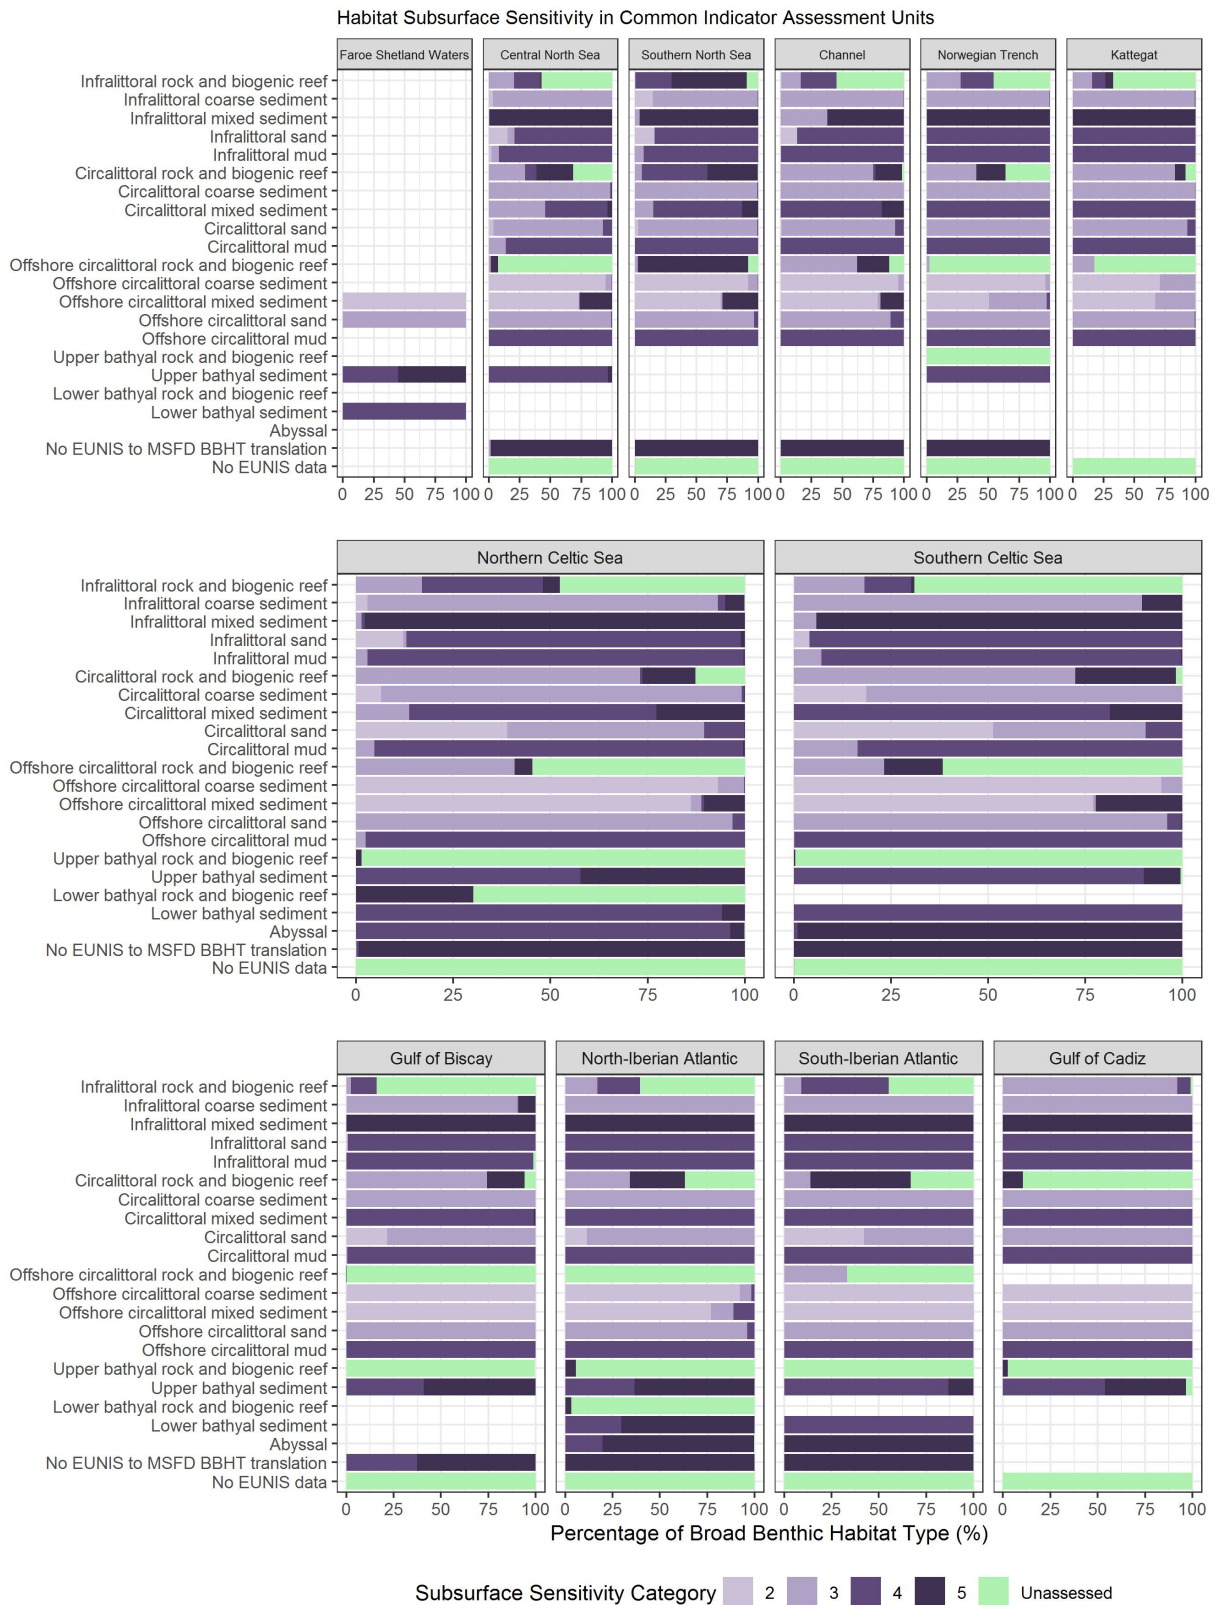 Habitat Subsurface Sensitivity in Common Indicator Assessment Units
Faroe Shetland Waters Central North Sea Southern North Sea Channel Norwegian Trench Kattegat
Infralittoral rock and biogenic reef
Infralittoral coarse sediment
Infralittoral mixed sediment
Infralittoral sand
Infralittoral mud
Circalittoral rock and biogenic reef
Circalittoral coarse sediment
Circalittoral mixed sediment
Circalittoral sand
Circalittoral mud
Offshore circalittoral rock and biogenic reef
Offshore circalittoral coarse sediment
Offshore circalittoral mixed sediment
Offshore circalittoral sand
Offshore circalittoral mud
Upper bathyal rock and biogenic reef
Upper bathyal sediment
Lower bathyal rock and biogenic reef
Lower bathyal sediment
Abyssal
No EUNIS to MSFD BBHT translation
No EUNIS data
0 25 50 75 100 0 25 50 75 100 0 25 50 75 100 0 25 50 75 100 0 25 50 75 100 0 25 50 75 100
Northern Celtic Sea Southern Celtic Sea
Infralittoral rock and biogenic reef
Infralittoral coarse sediment
Infralittoral mixed sediment
Infralittoral sand
Infralittoral mud
Circalittoral rock and biogenic reef
Circalittoral coarse sediment
Circalittoral mixed sediment
Circalittoral sand
Circalittoral mud
Offshore circalittoral rock and biogenic reef
Offshore circalittoral coarse sediment
Offshore circalittoral mixed sediment
Offshore circalittoral sand
Offshore circalittoral mud
Upper bathyal rock and biogenic reef
Upper bathyal sediment
Lower bathyal rock and biogenic reef
Lower bathyal sediment
Abyssal
No EUNIS to MSFD BBHT translation
No EUNIS data
0 25 50 75 100 0 25 50 75 100
Gulf of Biscay North-Iberian Atlantic South-Iberian Atlantic Gulf of Cadiz
Infralittoral rock and biogenic reef
Infralittoral coarse sediment
Infralittoral mixed sediment
Infralittoral sand
Infralittoral mud
Circalittoral rock and biogenic reef
Circalittoral coarse sediment
Circalittoral mixed sediment
Circalittoral sand
Circalittoral mud
Offshore circalittoral rock and biogenic reef
Offshore circalittoral coarse sediment
Offshore circalittoral mixed sediment
Offshore circalittoral sand
Offshore circalittoral mud
Upper bathyal rock and biogenic reef
Upper bathyal sediment
Lower bathyal rock and biogenic reef
Lower bathyal sediment
Abyssal
No EUNIS to MSFD BBHT translation
No EUNIS data
0 25 50 75 100 0 25 50 75 100 0 25 50 75 100 0 25 50 75 100
Percentage of Broad Benthic Habitat Type (%)
Subsurface Sensitivity Category 2 3 4 5 Unassessed